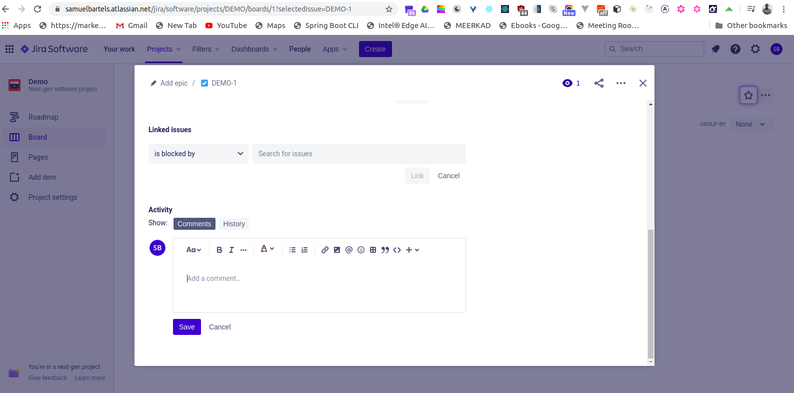 samuelbartels.atlassian.net/jira/software/projects/DEMO/boards/1?selectedIssue=DEMO-1
Apps https://marke... Gmail New Tab YouTube Maps Spring Boot CLI Intel® Edge AI... MEERKAD Ebooks - Goog... Meeting Roo... Other bookmarks
Jira Software Your work Projects Filters Dashboards People Apps Create Search SB
Demo
Next-gen software project
Roadmap
Board
Pages
Add item
Project settings
You're in a next-gen project
Give feedback Learn more
GROUP BY None
Add epic / DEMO-1 1
Linked issues
is blocked by Search for issues
Link Cancel
Activity
Show: Comments History
SB
Aa B I ... A
Add a comment...
Save Cancel